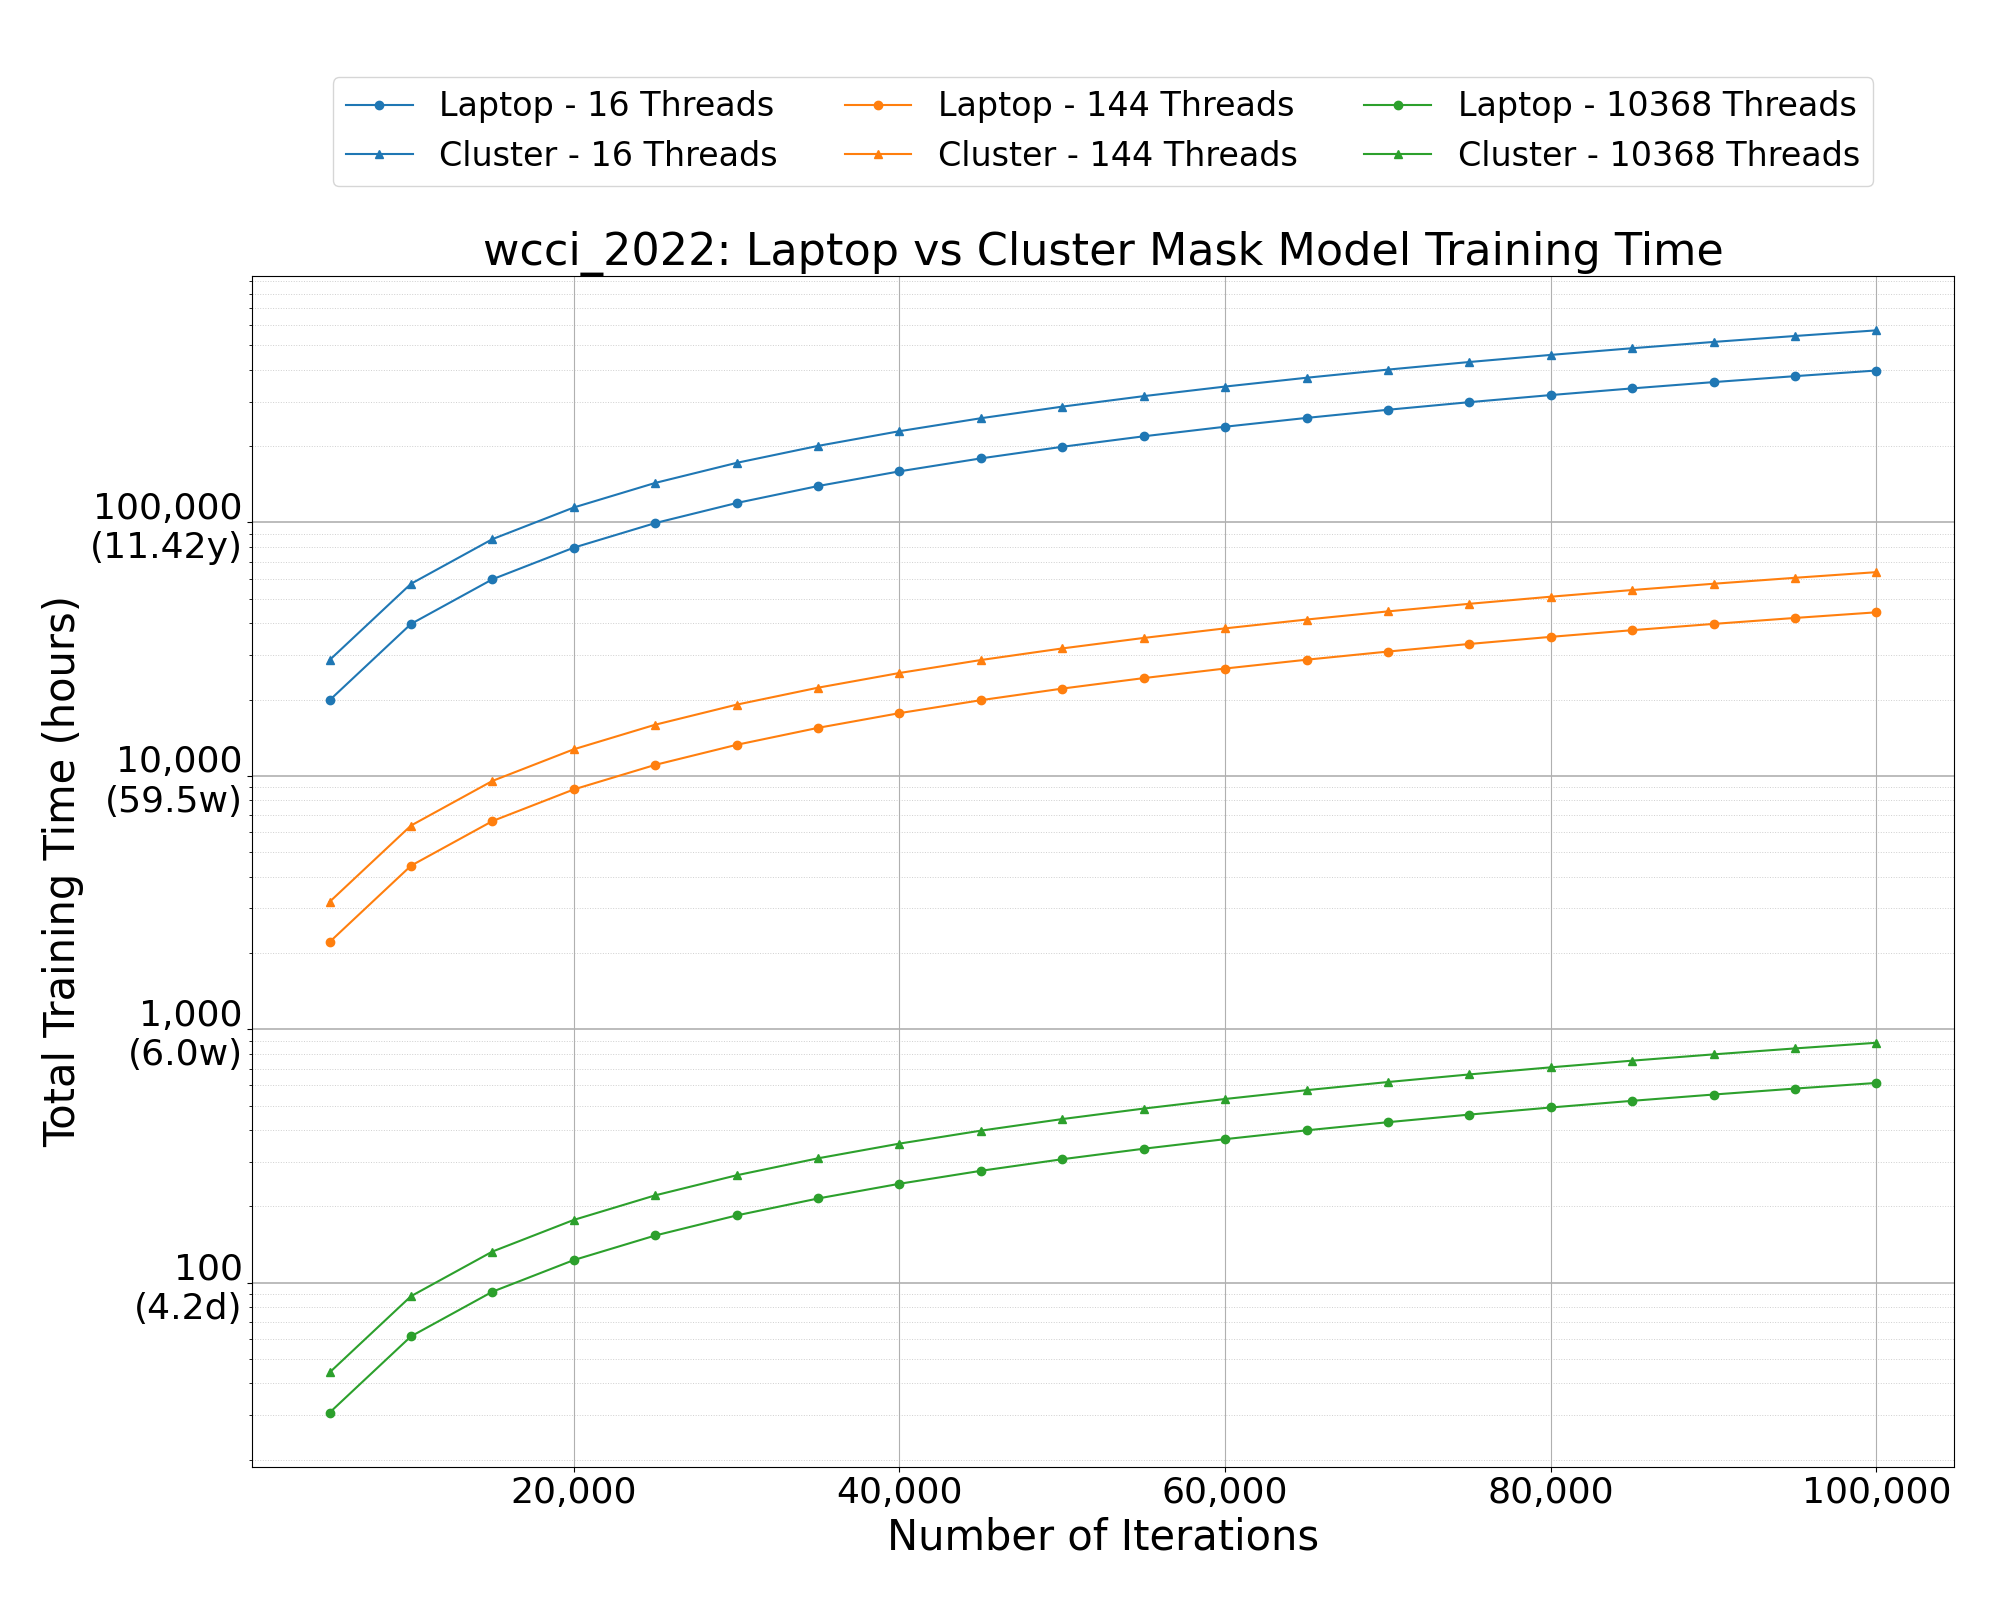 Laptop - 16 Threads
Cluster - 16 Threads
Laptop - 144 Threads
Cluster - 144 Threads
Laptop - 10368 Threads
Cluster - 10368 Threads
wcci_2022: Laptop vs Cluster Mask Model Training Time
Total Training Time (hours)
100,000
(11.42y)
10,000
(59.5w)
1,000
(6.0w)
100
(4.2d)
20,000
40,000
60,000
80,000
100,000
Number of Iterations